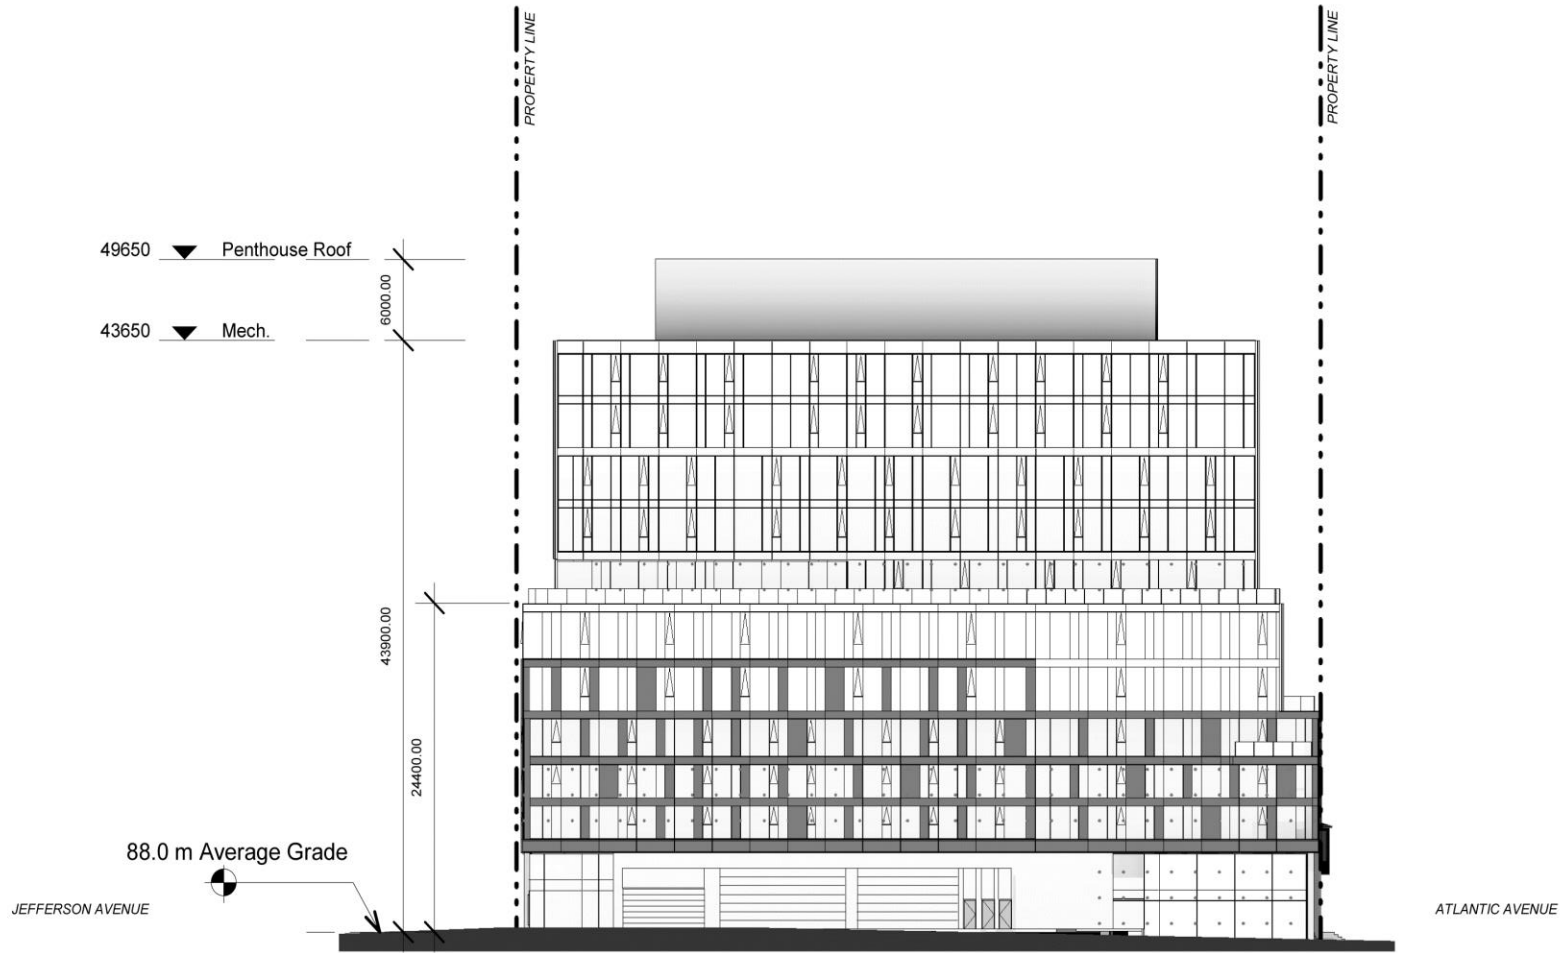 PROPERTY LINE
PROPERTY LINE
49650 Penthouse Roof
6000.00
43650 Mech.
43900.00
24400.00
88.0 m Average Grade
JEFFERSON AVENUE
ATLANTIC AVENUE